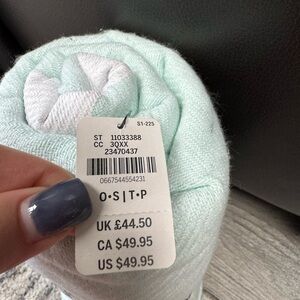 S1-225
ST 11033388
CC 3QXX
23470437
0667544554231
O•S|T•P
UK £44.50
CA $49.95
US $49.95